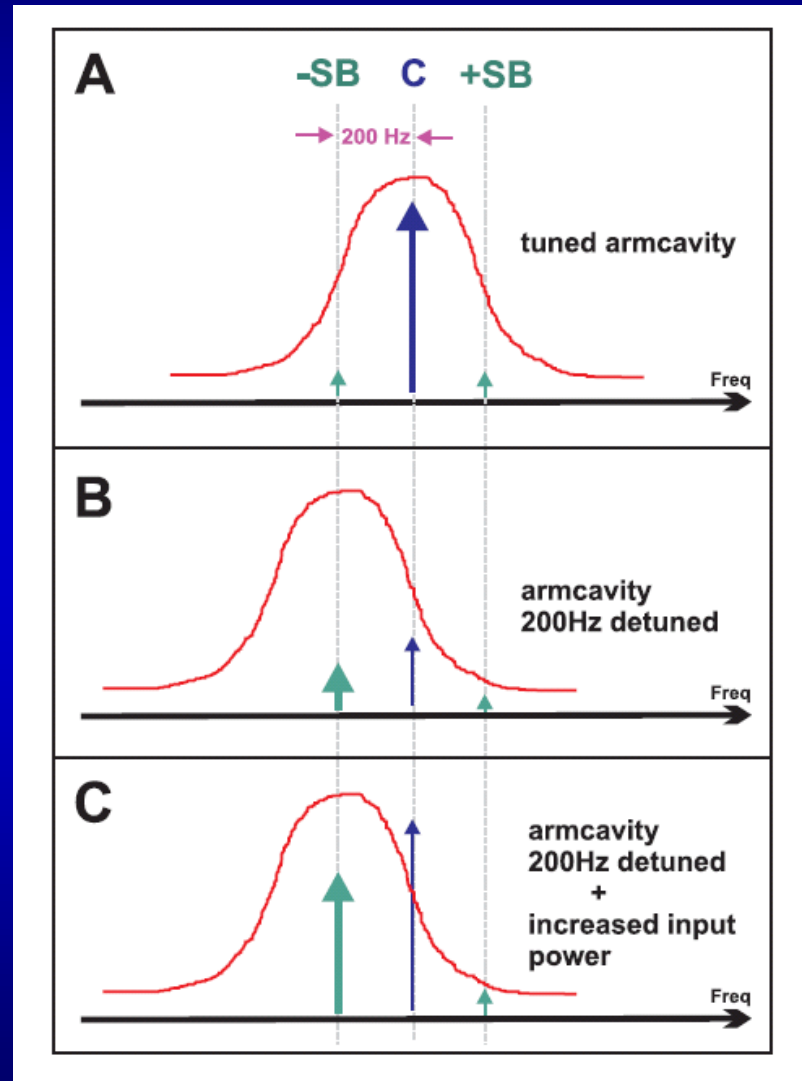 A
-SB C +SB
200 Hz
tuned armcavity
Freq
B
armcavity
200Hz detuned
Freq
C
armcavity
200Hz detuned
+
increased input
power
Freq